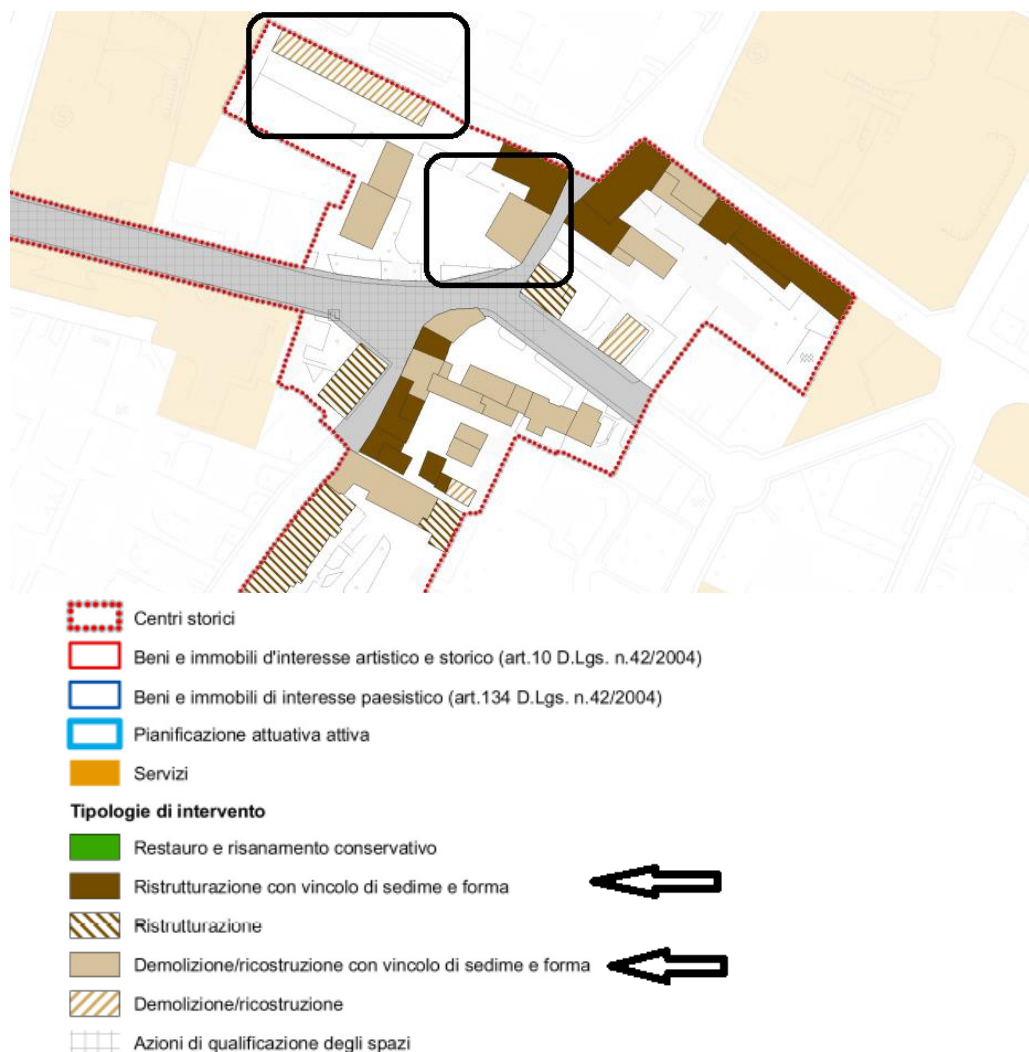 Centri storici
Beni e immobili d'interesse artistico e storico (art.10 D.Lgs. n.42/2004)
Beni e immobili di interesse paesistico (art.134 D.Lgs. n.42/2004)
Pianificazione attuativa attiva
Servizi
Tipologie di intervento
Restauro e risanamento conservativo
Ristrutturazione con vincolo di sedime e forma
Ristrutturazione
Demolizione/ricostruzione con vincolo di sedime e forma
Demolizione/ricostruzione
Azioni di qualificazione degli spazi